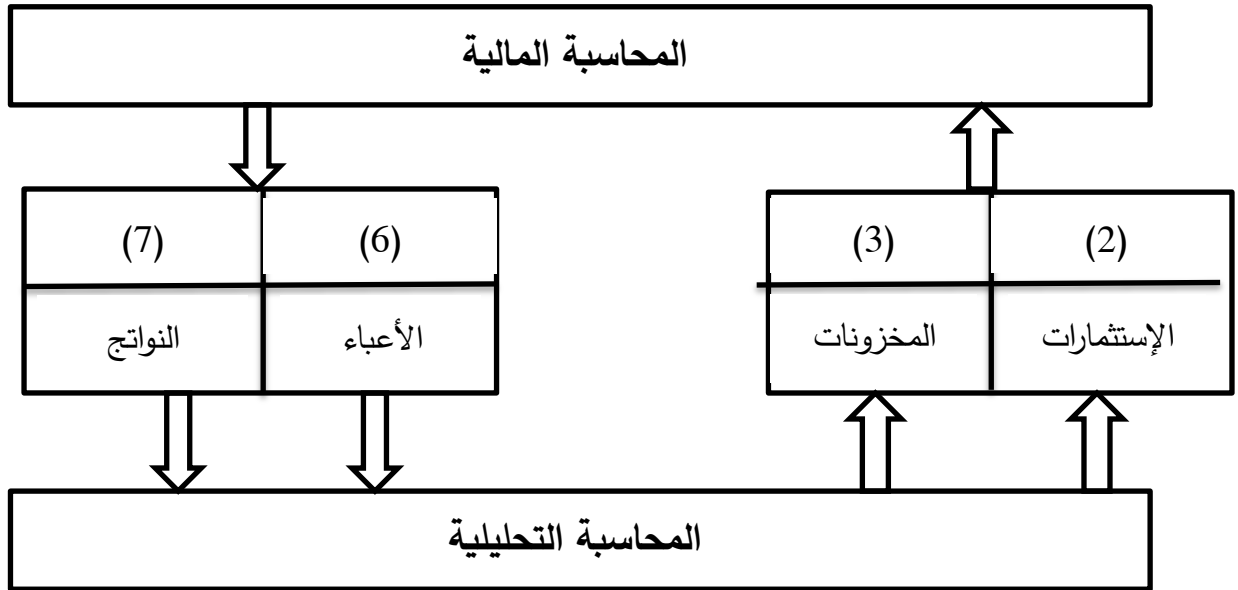 المحاسبة المالية
(2) (3) (6) (7)
الإستثمارات المخزونات الأعباء النواتج
المحاسبة التحليلية